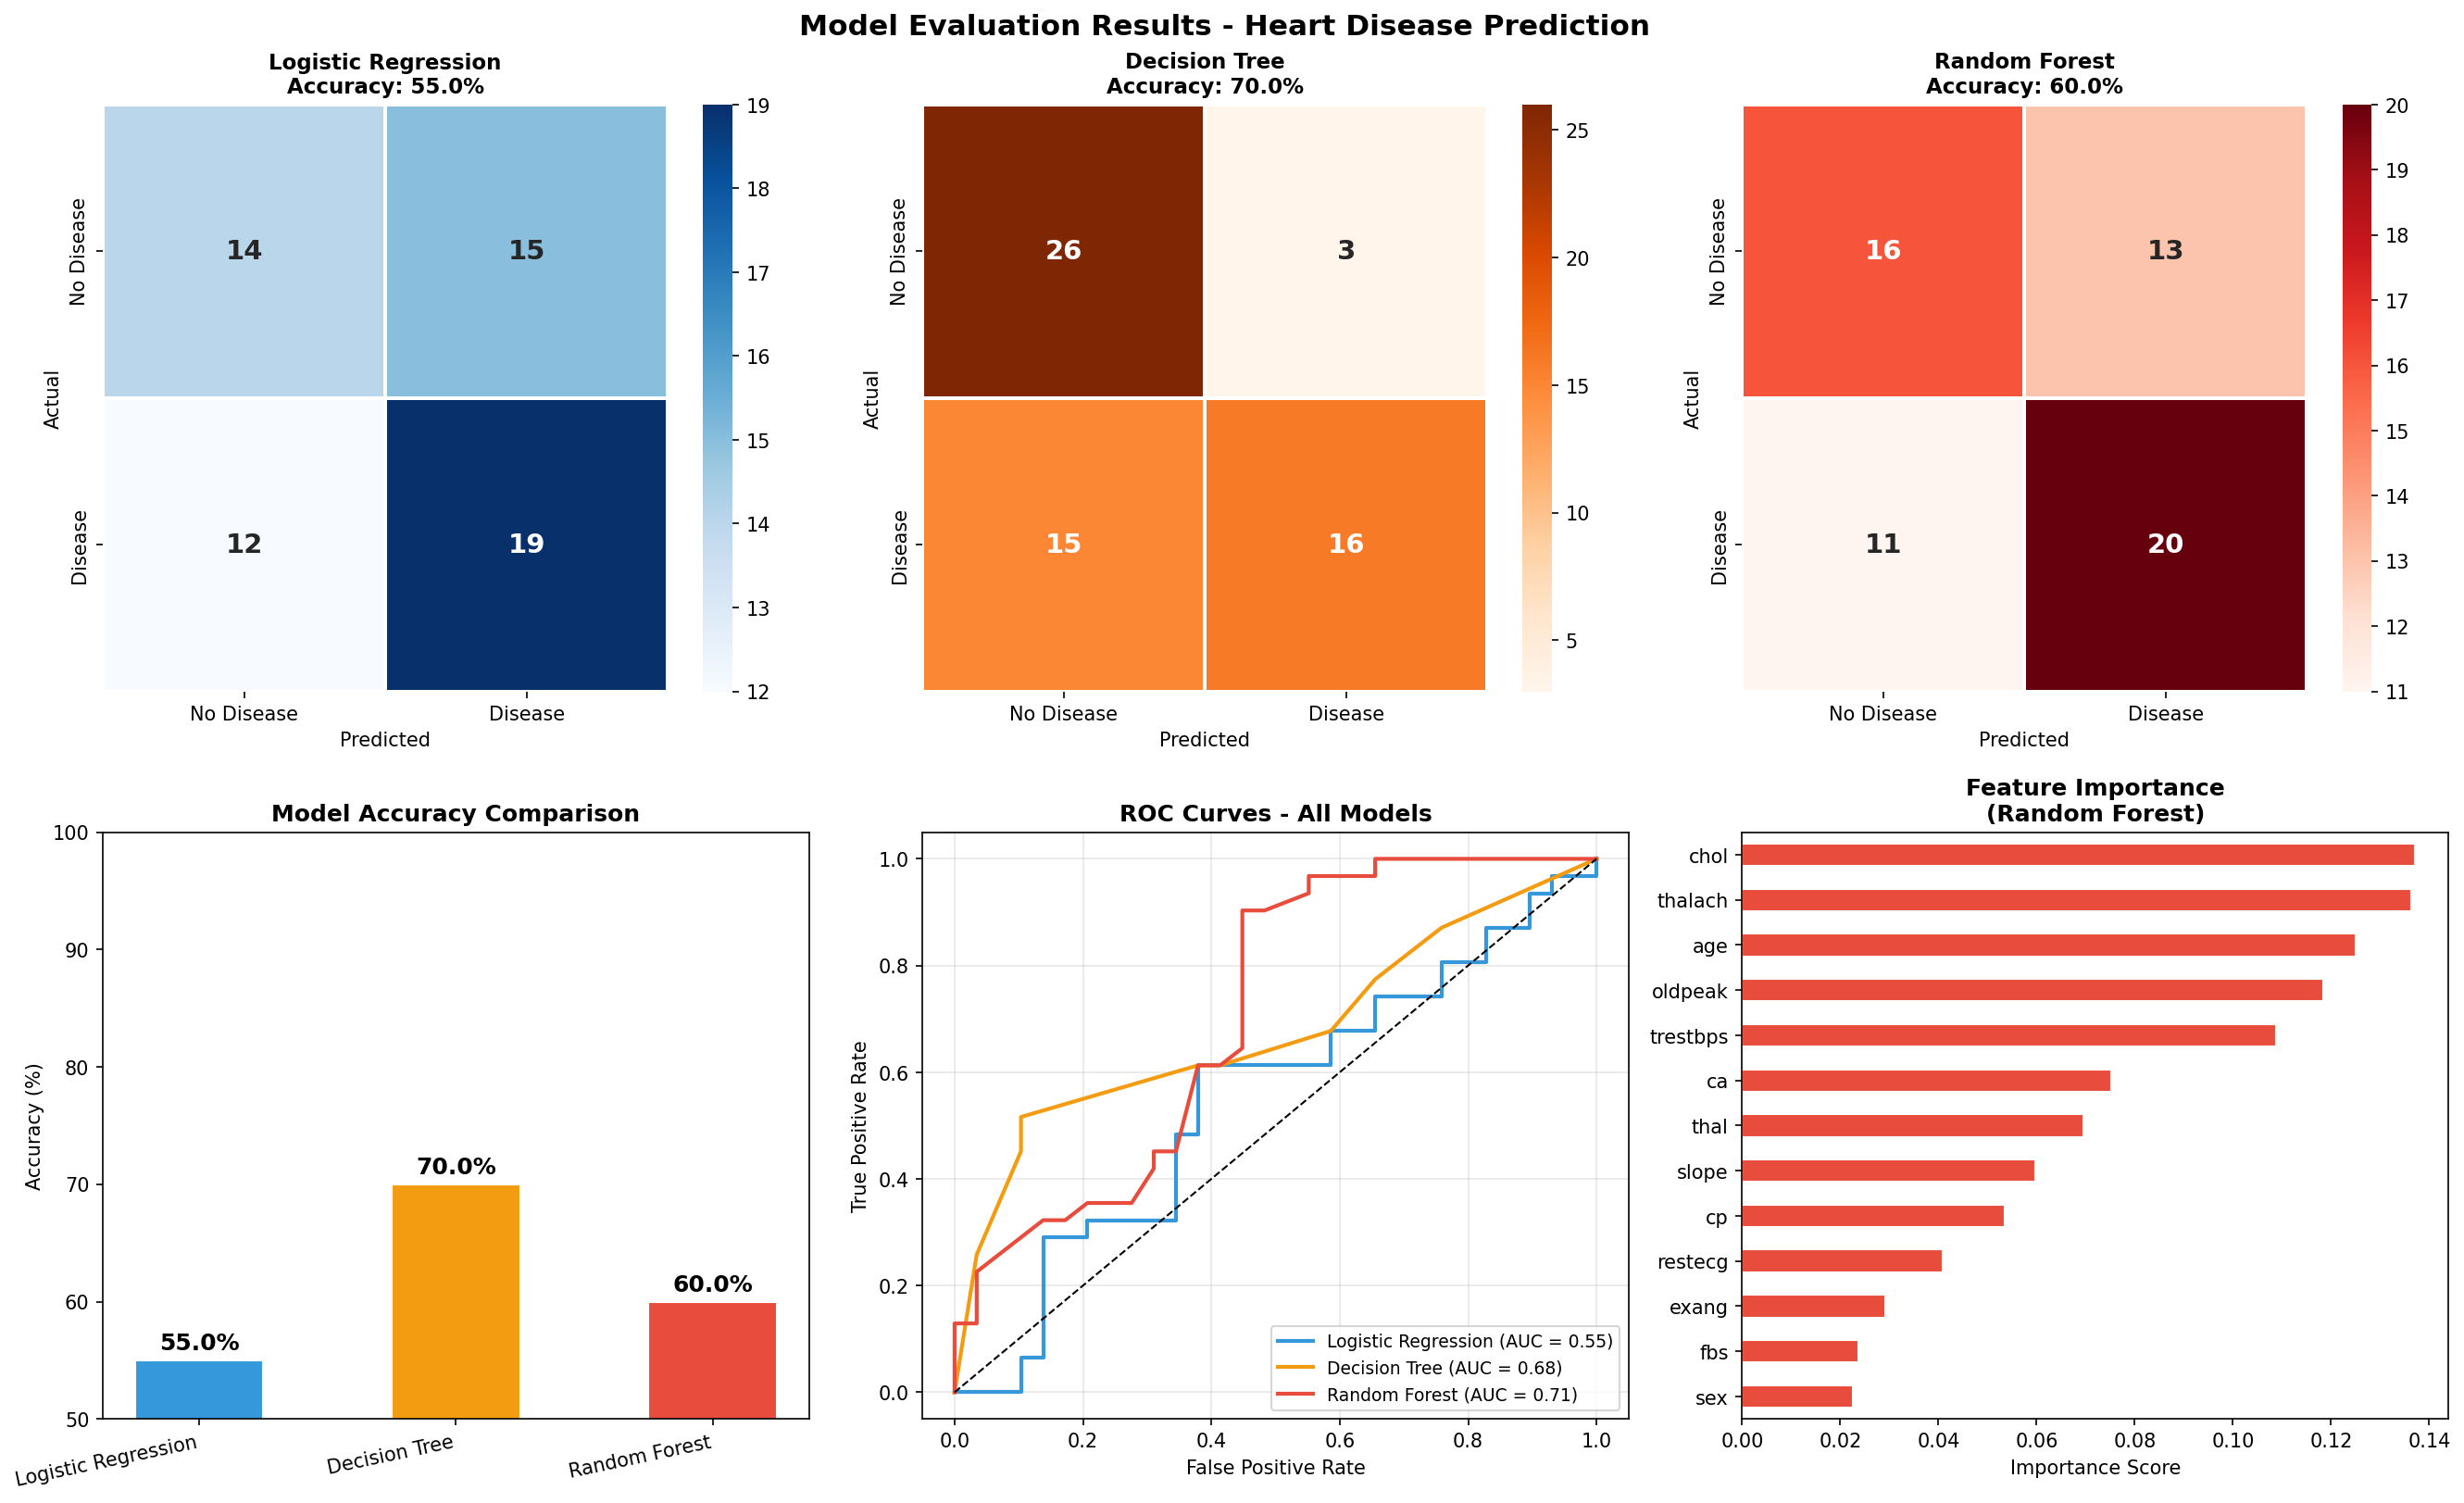 Model Evaluation Results - Heart Disease Prediction
Logistic Regression
Accuracy: 55.0%
No Disease
Disease
Actual
14
15
12
19
No Disease
Disease
Predicted
19
18
17
16
15
14
13
12
Decision Tree
Accuracy: 70.0%
No Disease
Disease
Actual
26
3
15
16
No Disease
Disease
Predicted
25
20
15
10
5
Random Forest
Accuracy: 60.0%
No Disease
Disease
Actual
16
13
11
20
No Disease
Disease
Predicted
20
19
18
17
16
15
14
13
12
11
Model Accuracy Comparison
Accuracy (%)
100
90
80
70
60
50
55.0%
70.0%
60.0%
Logistic Regression
Decision Tree
Random Forest
ROC Curves - All Models
True Positive Rate
1.0
0.8
0.6
0.4
0.2
0.0
Logistic Regression (AUC = 0.55)
Decision Tree (AUC = 0.68)
Random Forest (AUC = 0.71)
0.0
0.2
0.4
0.6
0.8
1.0
False Positive Rate
Feature Importance
(Random Forest)
chol
thalach
age
oldpeak
trestbps
ca
thal
slope
cp
restecg
exang
fbs
sex
0.00
0.02
0.04
0.06
0.08
0.10
0.12
0.14
Importance Score